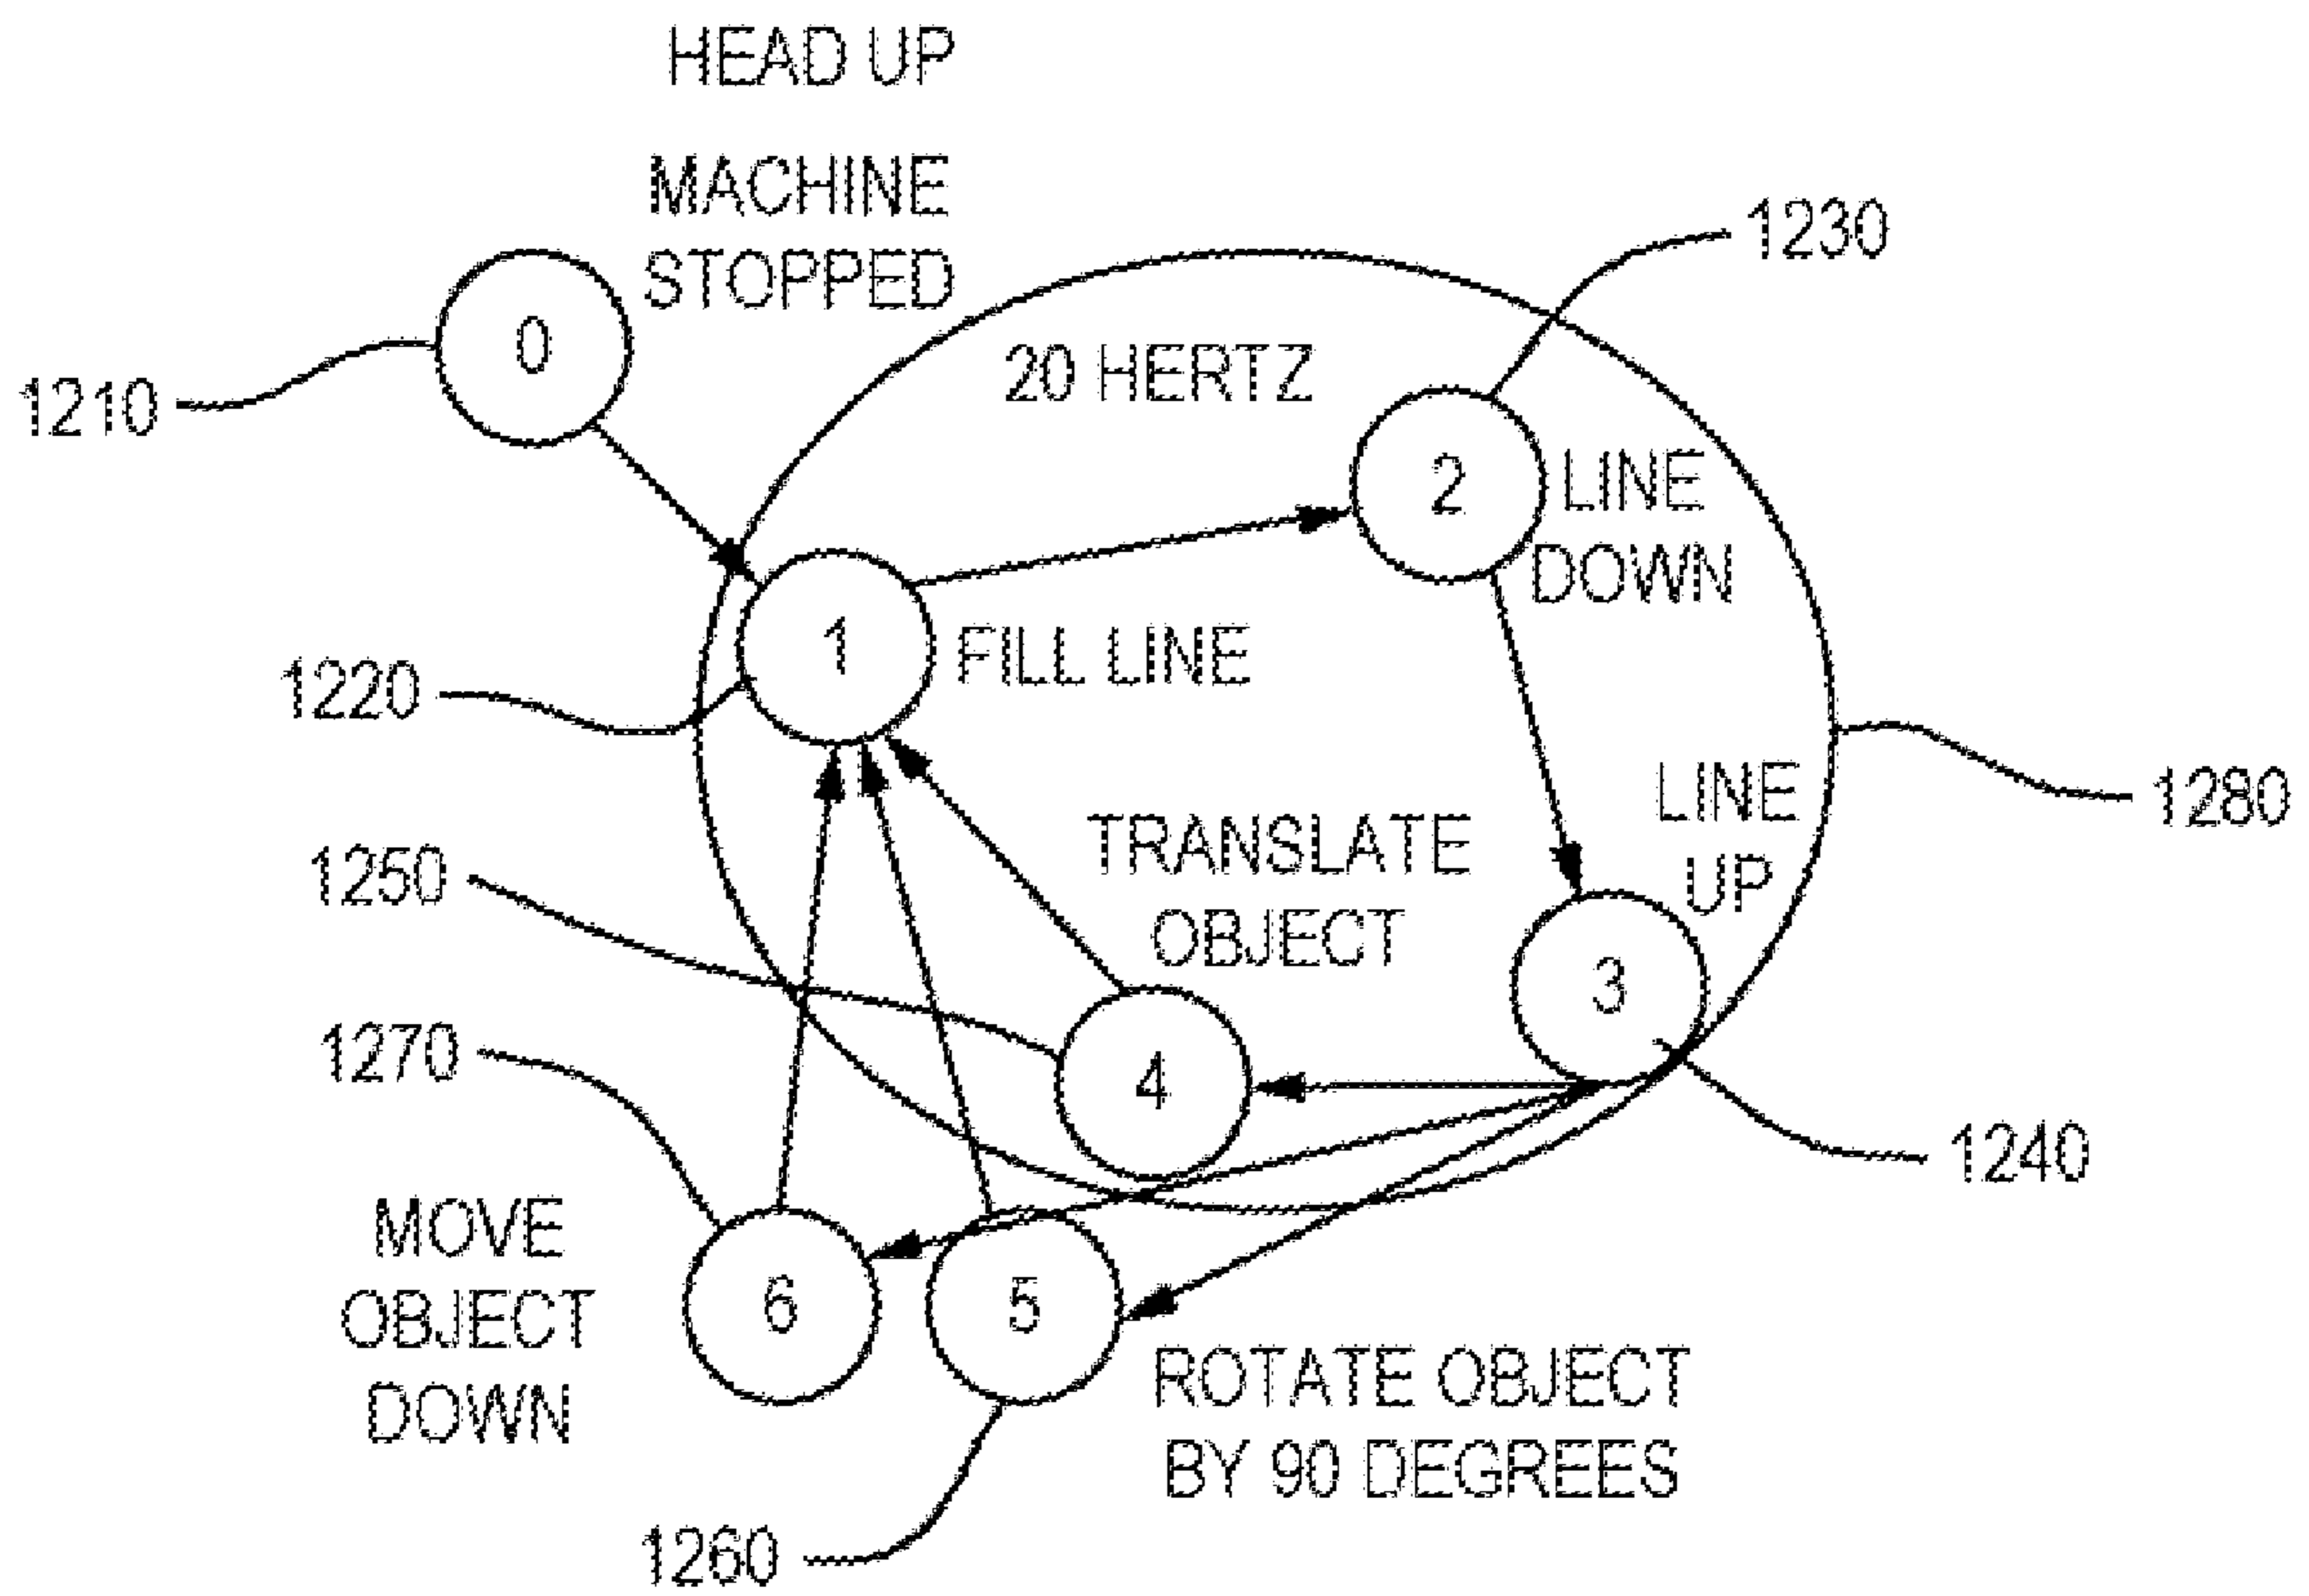 HEAD UP
MACHINE
STOPPED
1230
0
20 HERTZ
1210
2
LINE
DOWN
1
FILL LINE
1220
LINE
UP
1280
TRANSLATE
OBJECT
1250
3
1270
4
1240
MOVE
OBJECT
DOWN
6
5
ROTATE OBJECT
BY 90 DEGREES
1260